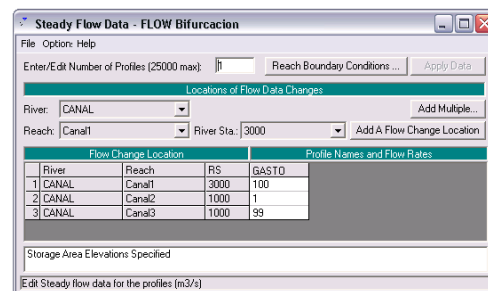 Steady Flow Data - FLOW Bifurcacion
File Option: Help
Enter/Edit Number of Profiles (25000 max): 1 Reach Boundary Conditions ... Apply Data
Locations of Flow Data Changes
River: CANAL Add Multiple...
Reach: Canal1 River Sta.: 3000 Add A Flow Change Location
Flow Change Location Profile Names and Flow Rates
River Reach RS GASTO
1 CANAL Canal1 3000 100
2 CANAL Canal2 1000 1
3 CANAL Canal3 1000 99
Storage Area Elevations Specified
Edit Steady flow data for the profiles (m3/s)